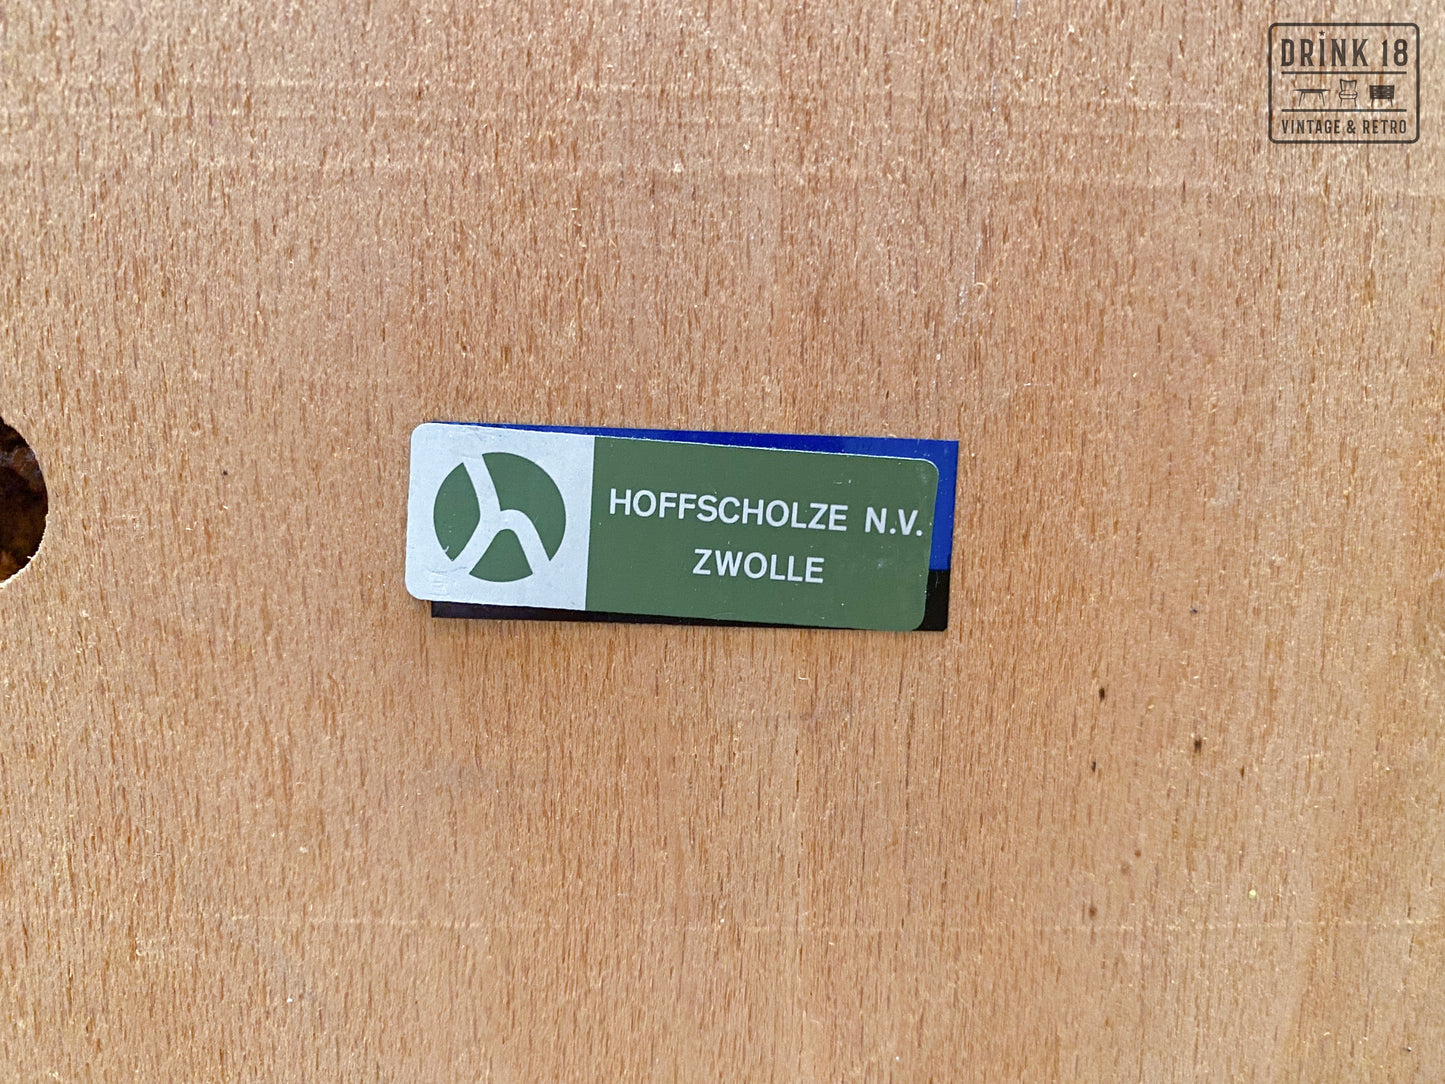 DRINK 18
VINTAGE & RETRO
HOFFSCHOLZE N.V.
ZWOLLE